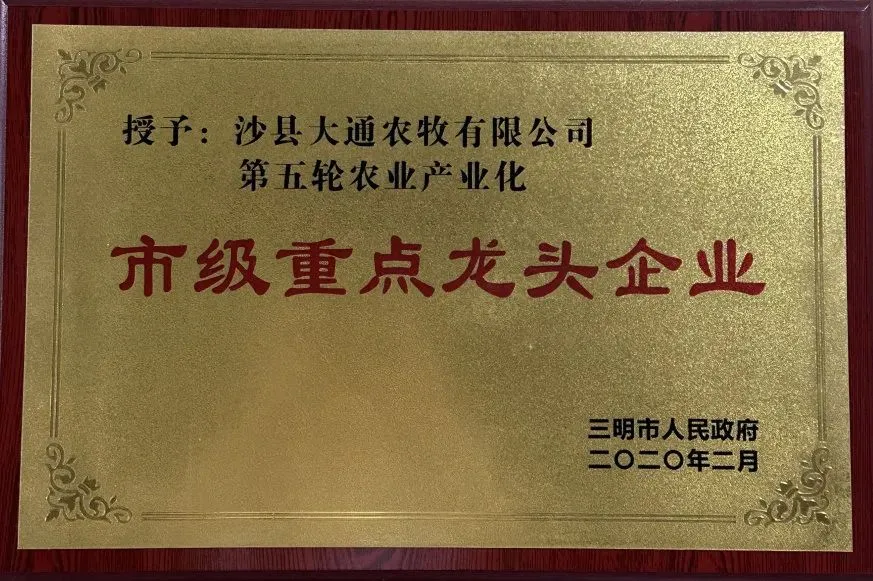 授予：沙县大通农牧有限公司
第五轮农业产业化
市级重点龙头企业
三明市人民政府
二〇二〇年二月